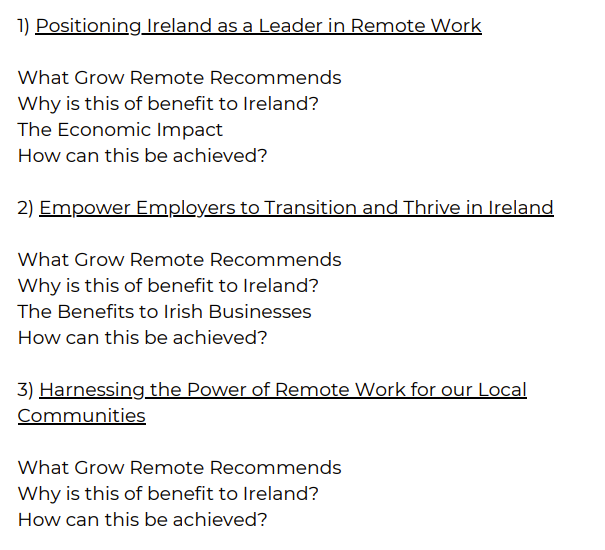 1) Positioning Ireland as a Leader in Remote Work
What Grow Remote Recommends
Why is this of benefit to Ireland?
The Economic Impact
How can this be achieved?
2) Empower Employers to Transition and Thrive in Ireland
What Grow Remote Recommends
Why is this of benefit to Ireland?
The Benefits to Irish Businesses
How can this be achieved?
3) Harnessing the Power of Remote Work for our Local
Communities
What Grow Remote Recommends
Why is this of benefit to Ireland?
How can this be achieved?